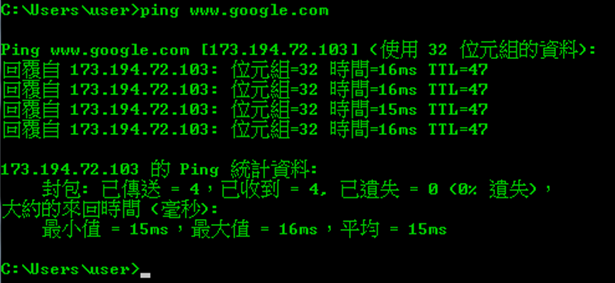 C:\Users\user>ping www.google.com
Ping www.google.com [173.194.72.103] (使用 32 位元組的資料):
回覆自 173.194.72.103: 位元組=32 時間=16ms TTL=47
回覆自 173.194.72.103: 位元組=32 時間=16ms TTL=47
回覆自 173.194.72.103: 位元組=32 時間=15ms TTL=47
回覆自 173.194.72.103: 位元組=32 時間=16ms TTL=47
173.194.72.103 的 Ping 統計資料:
封包: 已傳送 = 4，已收到 = 4, 已遺失 = 0 (0% 遺失)，
大約的來回時間 (毫秒):
最小值 = 15ms，最大值 = 16ms，平均 = 15ms
C:\Users\user>